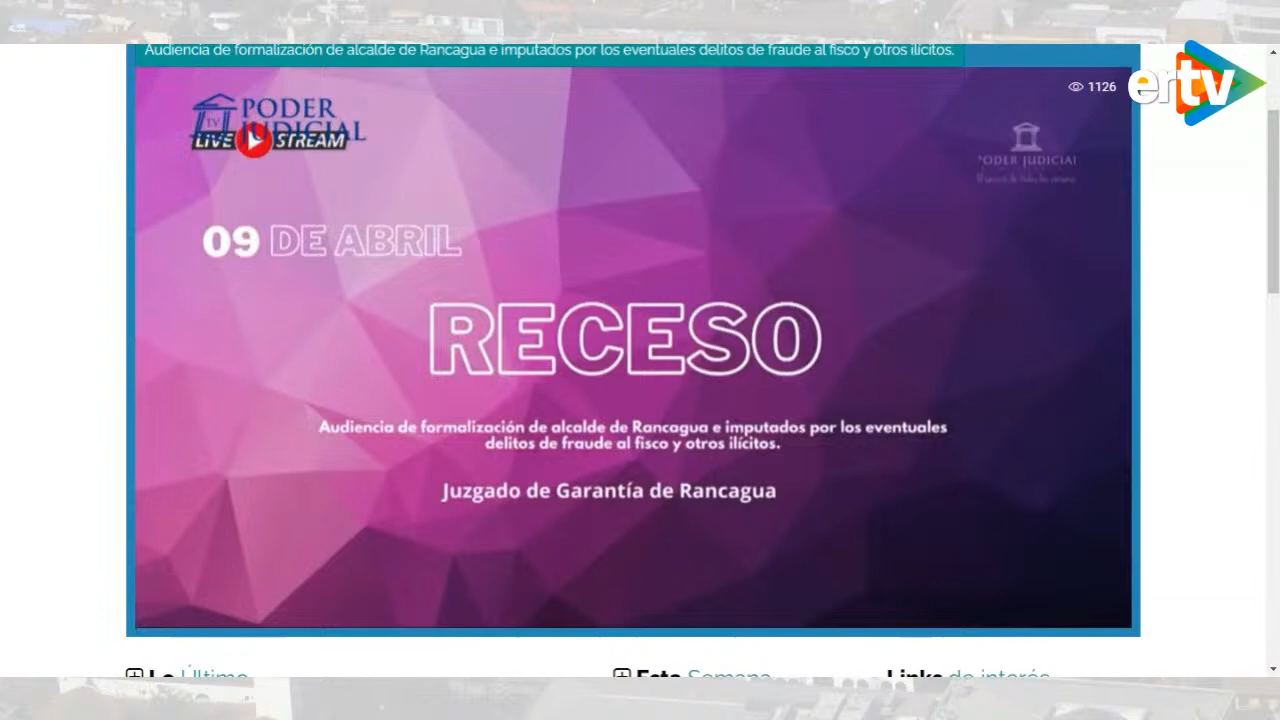 Audiencia de formalización de alcalde de Rancagua e imputados por los eventuales delitos de fraude al fisco y otros ilícitos.
1126
ertv
PODER
JUDICIAL
TV
LIVE STREAM
PODER JUDICIAL
09 DE ABRIL
RECESO
Audiencia de formalización de alcalde de Rancagua e imputados por los eventuales
delitos de fraude al fisco y otros ilícitos.
Juzgado de Garantía de Rancagua
Lo Último
Esta Semana
Links de interés